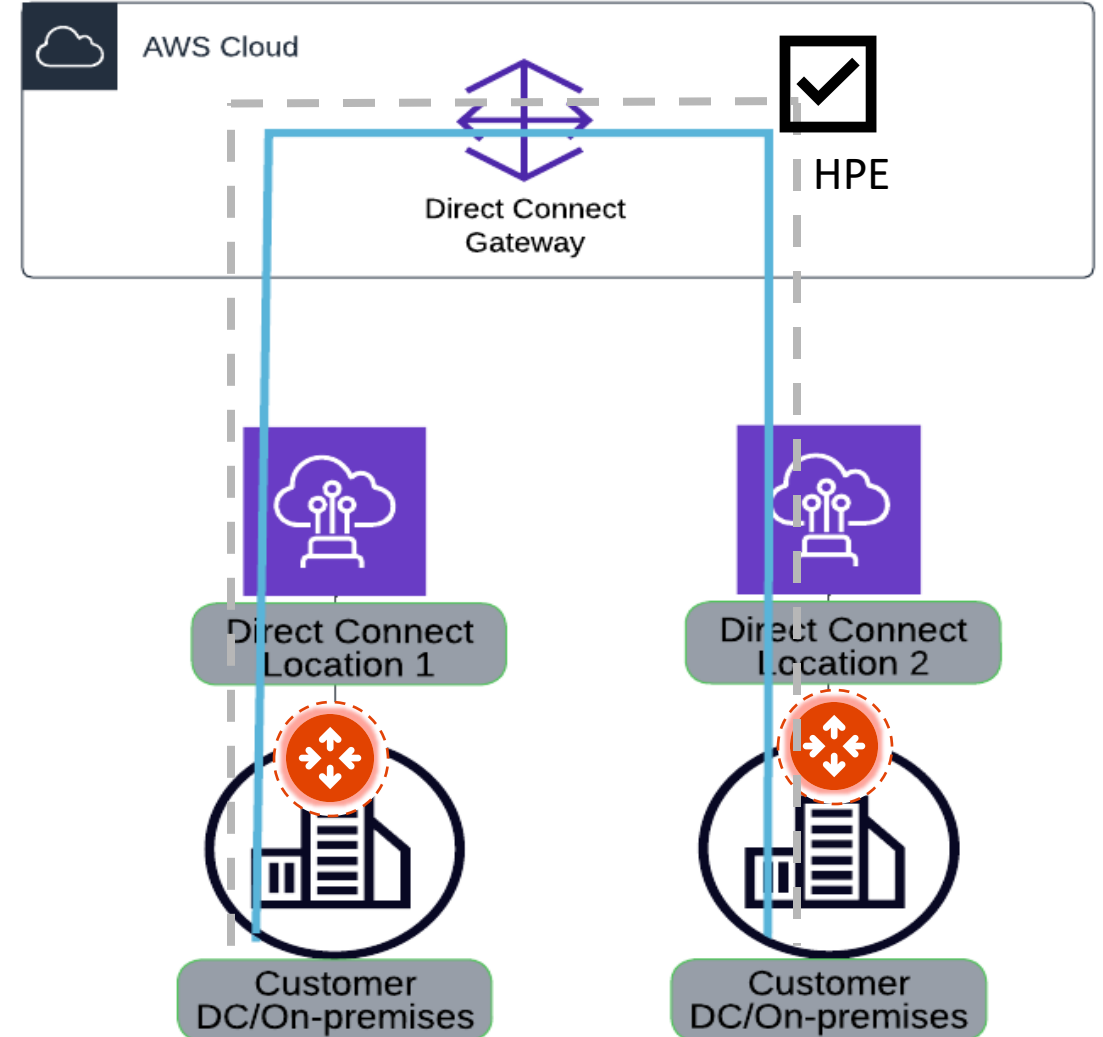 AWS Cloud
HPE
Direct Connect
Gateway
Direct Connect
Location 1
Direct Connect
Location 2
Customer
DC/On-premises
Customer
DC/On-premises